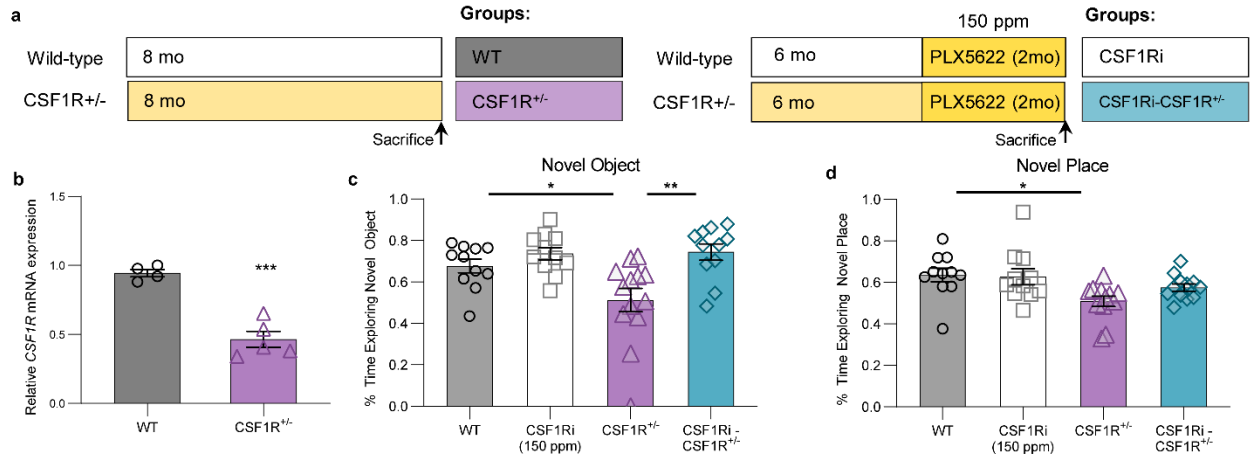 a
Groups:
150 ppm
Groups:
Wild-type
8 mo
WT
Wild-type
6 mo
PLX5622 (2mo)
CSF1Ri
CSF1R+/-
8 mo
CSF1R+/-
CSF1R+/-
6 mo
PLX5622 (2mo)
CSF1Ri-CSF1R+/-
Sacrifice
Sacrifice
b
Relative CSF1R mRNA expression
1.5
1.0
0.5
0.0
***
WT
CSF1R+/-
c
Novel Object
% Time Exploring Novel Object
1.0
0.8
0.6
0.4
0.2
0.0
*
**
WT
CSF1Ri
(150 ppm)
CSF1R+/-
CSF1Ri -
CSF1R+/-
d
Novel Place
% Time Exploring Novel Place
1.0
0.8
0.6
0.4
0.2
0.0
*
WT
CSF1Ri
(150 ppm)
CSF1R+/-
CSF1Ri -
CSF1R+/-